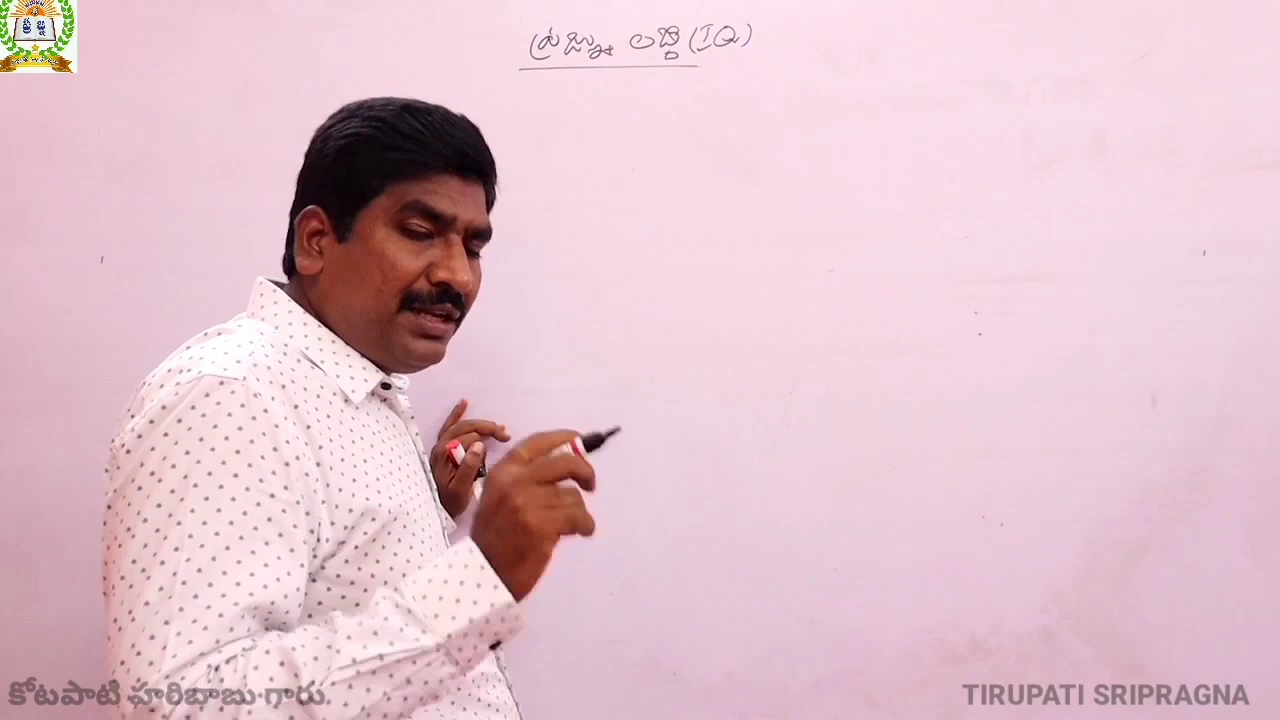 ప్రజ్ఞా లబ్ధి (IQ)
కోటపాటి హరిబాబు గారు.
TIRUPATI SRIPRAGNA